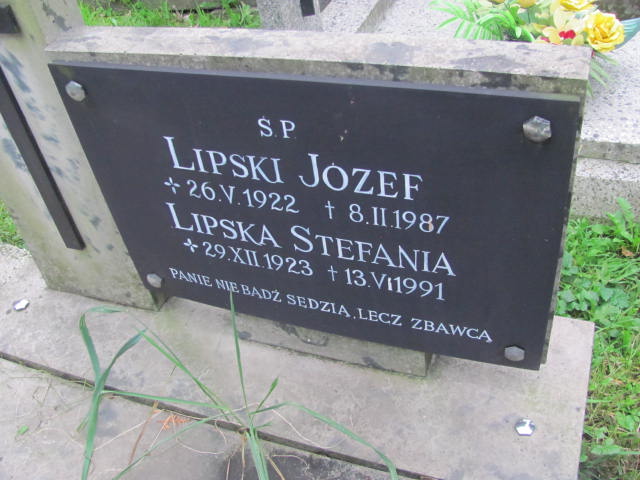 S.P.
LIPSKI JÓZEF
✢ 26.V.1922 † 8.II.1987
LIPSKA STEFANIA
✢ 29.XII.1923 † 13.VI.1991
PANIE NIE BĄDŹ SĘDZIĄ, LECZ ZBAWCĄ